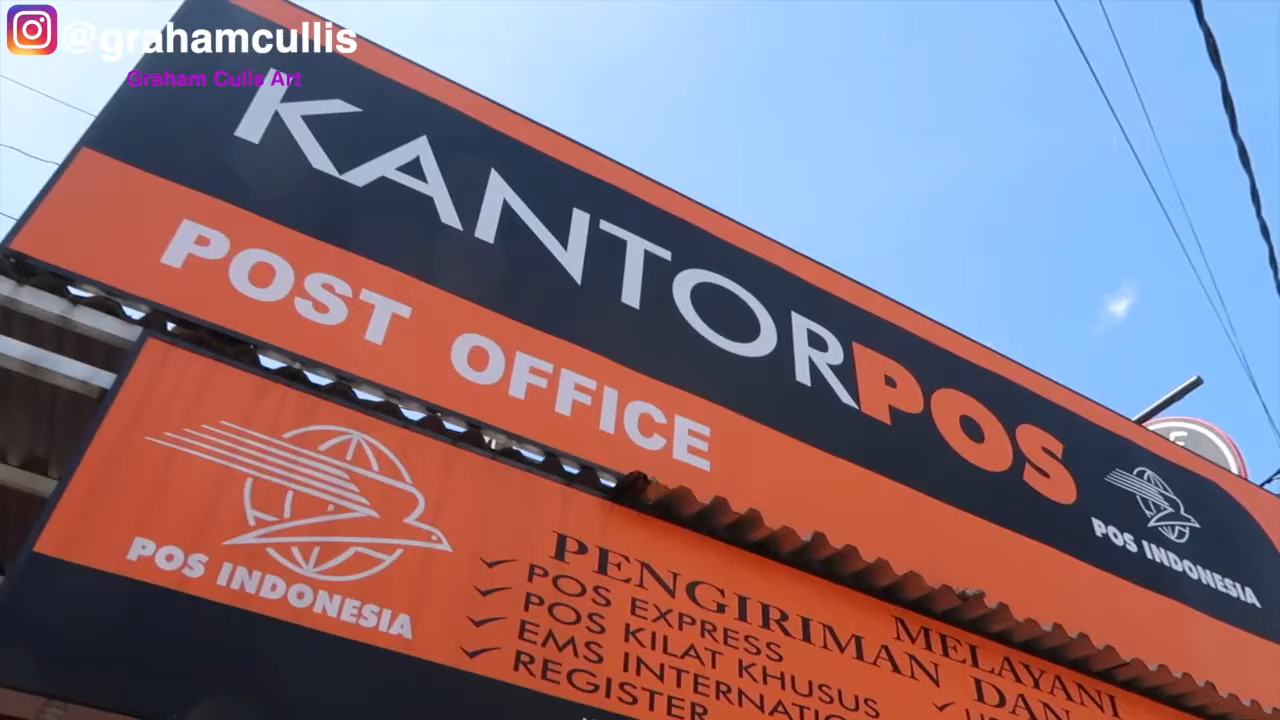 @grahamcullis
Graham Culls Art
KANTORPOS
POST OFFICE
POS INDONESIA
POS INDONESIA
MELAYANI
PENGIRIMAN DAN
POS EXPRESS
POS KILAT KHUSUS
EMS
REGISTER